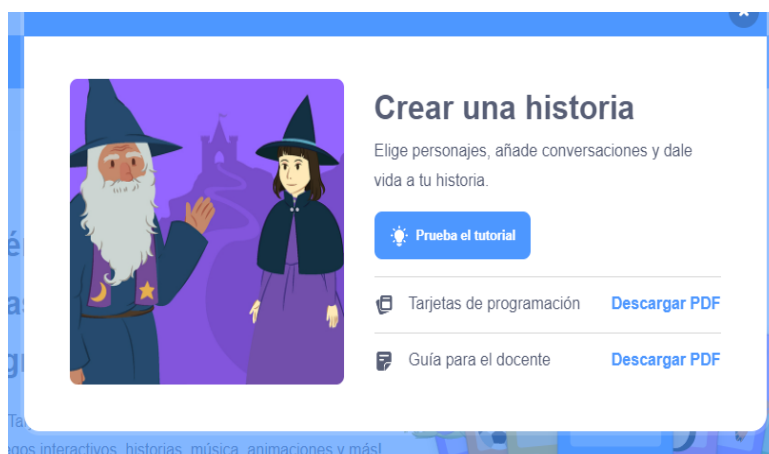 Crear una historia
Elige personajes, añade conversaciones y dale
vida a tu historia.
Prueba el tutorial
Tarjetas de programación Descargar PDF
Guía para el docente Descargar PDF
interactivos, historias, música, animaciones y más!